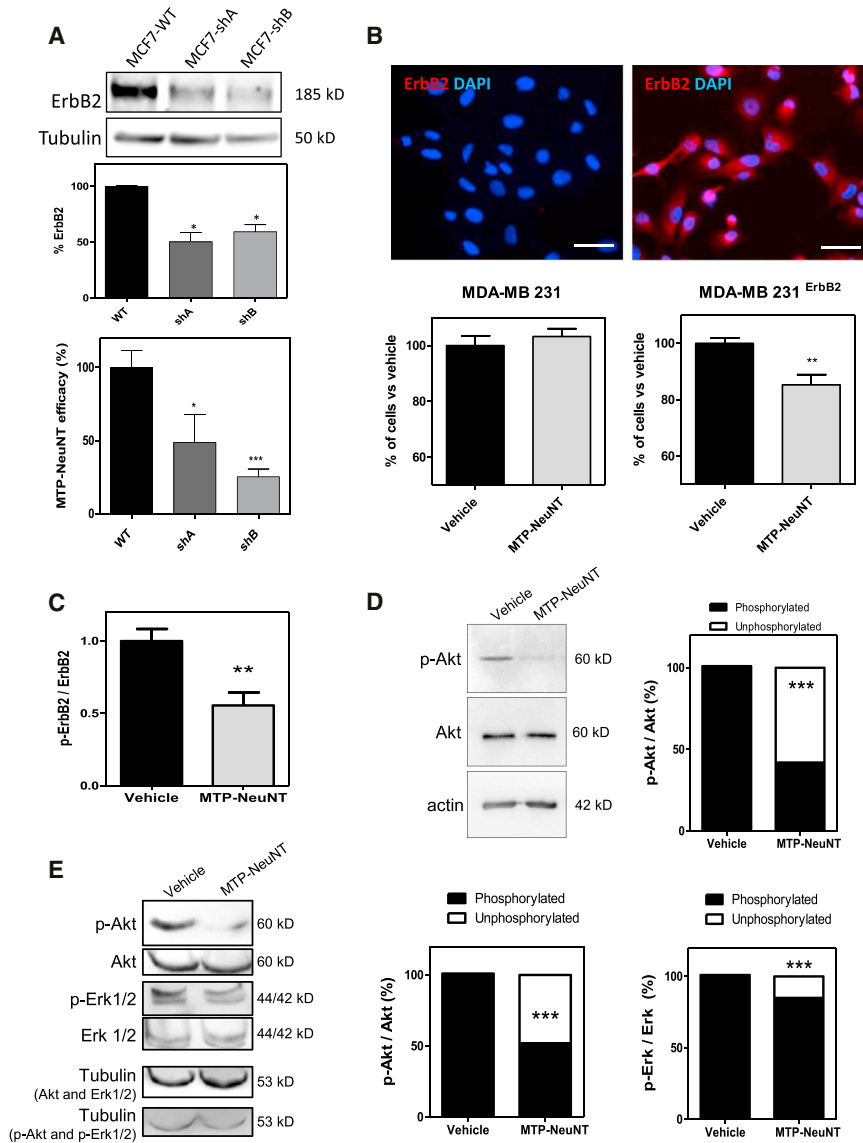 A
MCF7-WT
MCF7-shA
MCF7-shB
ErbB2
185 kD
Tubulin
50 kD
% ErbB2
100
50
0
WT
shA
shB
*
*
MTP-NeuNT efficacy (%)
100
50
0
WT
shA
shB
*
***
B
ErbB2 DAPI
ErbB2 DAPI
MDA-MB 231
% of cells vs vehicle
100
80
60
Vehicle
MTP-NeuNT
MDA-MB 231 ErbB2
% of cells vs vehicle
100
80
60
**
Vehicle
MTP-NeuNT
C
p-ErbB2 / ErbB2
1.0
0.5
0.0
**
Vehicle
MTP-NeuNT
D
Vehicle
MTP-NeuNT
p-Akt
60 kD
Akt
60 kD
actin
42 kD
Phosphorylated
Unphosphorylated
p-Akt / Akt (%)
100
50
0
***
Vehicle
MTP-NeuNT
E
Vehicle
MTP-NeuNT
p-Akt
60 kD
Akt
60 kD
p-Erk1/2
44/42 kD
Erk 1/2
44/42 kD
Tubulin
(Akt and Erk1/2)
53 kD
Tubulin
(p-Akt and p-Erk1/2)
53 kD
Phosphorylated
Unphosphorylated
p-Akt / Akt (%)
100
50
0
***
Vehicle
MTP-NeuNT
Phosphorylated
Unphosphorylated
p-Erk / Erk (%)
100
50
0
***
Vehicle
MTP-NeuNT